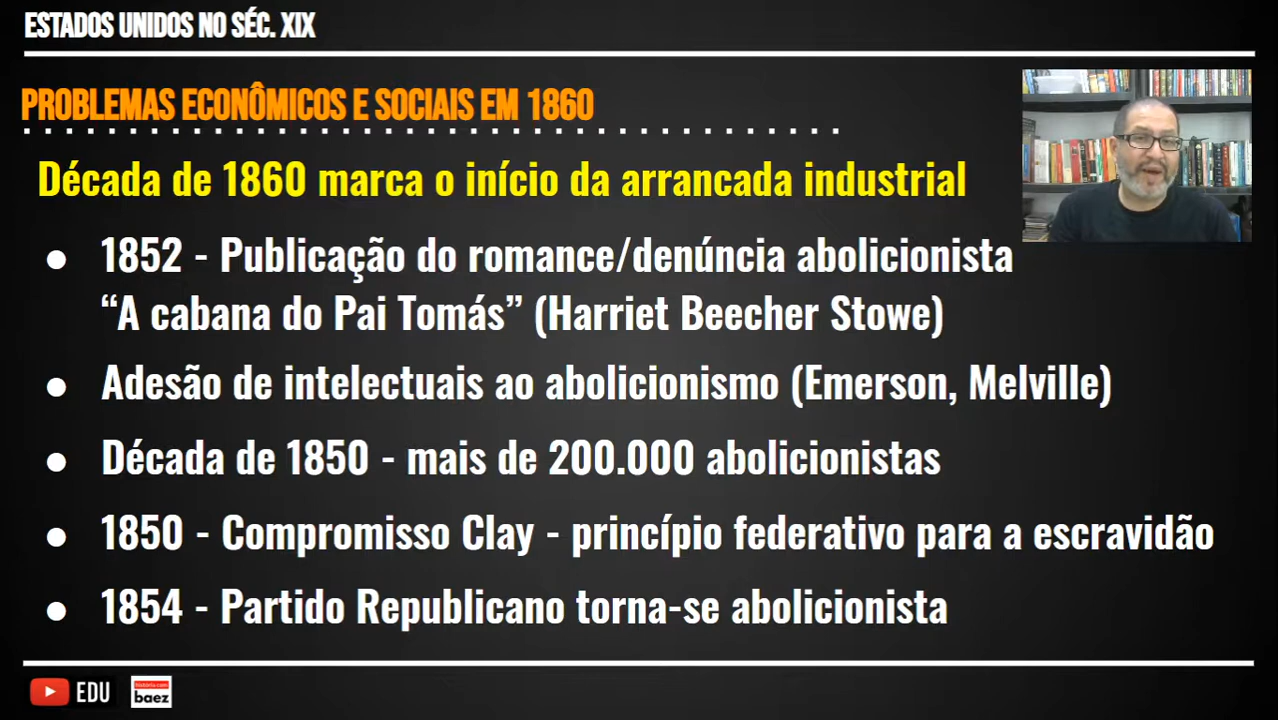 ESTADOS UNIDOS NO SÉC. XIX
PROBLEMAS ECONÔMICOS E SOCIAIS EM 1860
Década de 1860 marca o início da arrancada industrial
● 1852 - Publicação do romance/denúncia abolicionista
“A cabana do Pai Tomás” (Harriet Beecher Stowe)
● Adesão de intelectuais ao abolicionismo (Emerson, Melville)
● Década de 1850 - mais de 200.000 abolicionistas
● 1850 - Compromisso Clay - princípio federativo para a escravidão
● 1854 - Partido Republicano torna-se abolicionista
EDU
história com
baez